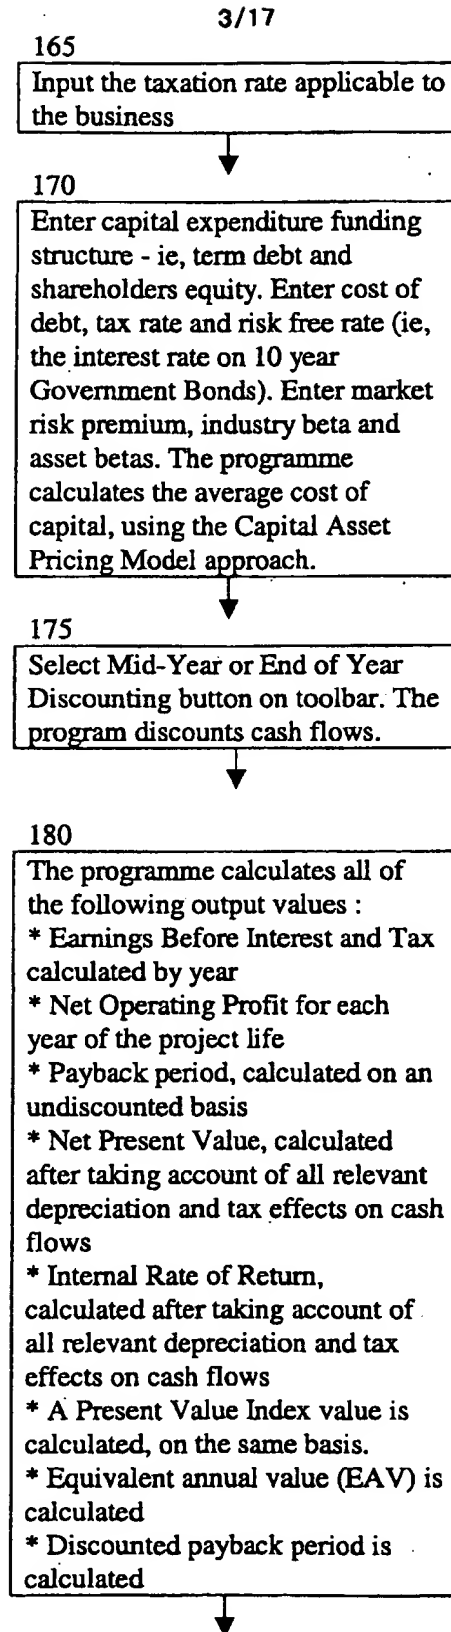 3/17
165
Input the taxation rate applicable to
the business
170
Enter capital expenditure funding
structure - ie, term debt and
shareholders equity. Enter cost of
debt, tax rate and risk free rate (ie,
the interest rate on 10 year
Government Bonds). Enter market
risk premium, industry beta and
asset betas. The programme
calculates the average cost of
capital, using the Capital Asset
Pricing Model approach.
175
Select Mid-Year or End of Year
Discounting button on toolbar. The
program discounts cash flows.
180
The programme calculates all of
the following output values :
* Earnings Before Interest and Tax
calculated by year
* Net Operating Profit for each
year of the project life
* Payback period, calculated on an
undiscounted basis
* Net Present Value, calculated
after taking account of all relevant
depreciation and tax effects on cash
flows
* Internal Rate of Return,
calculated after taking account of
all relevant depreciation and tax
effects on cash flows
* A Present Value Index value is
calculated, on the same basis.
* Equivalent annual value (EAV) is
calculated
* Discounted payback period is
calculated